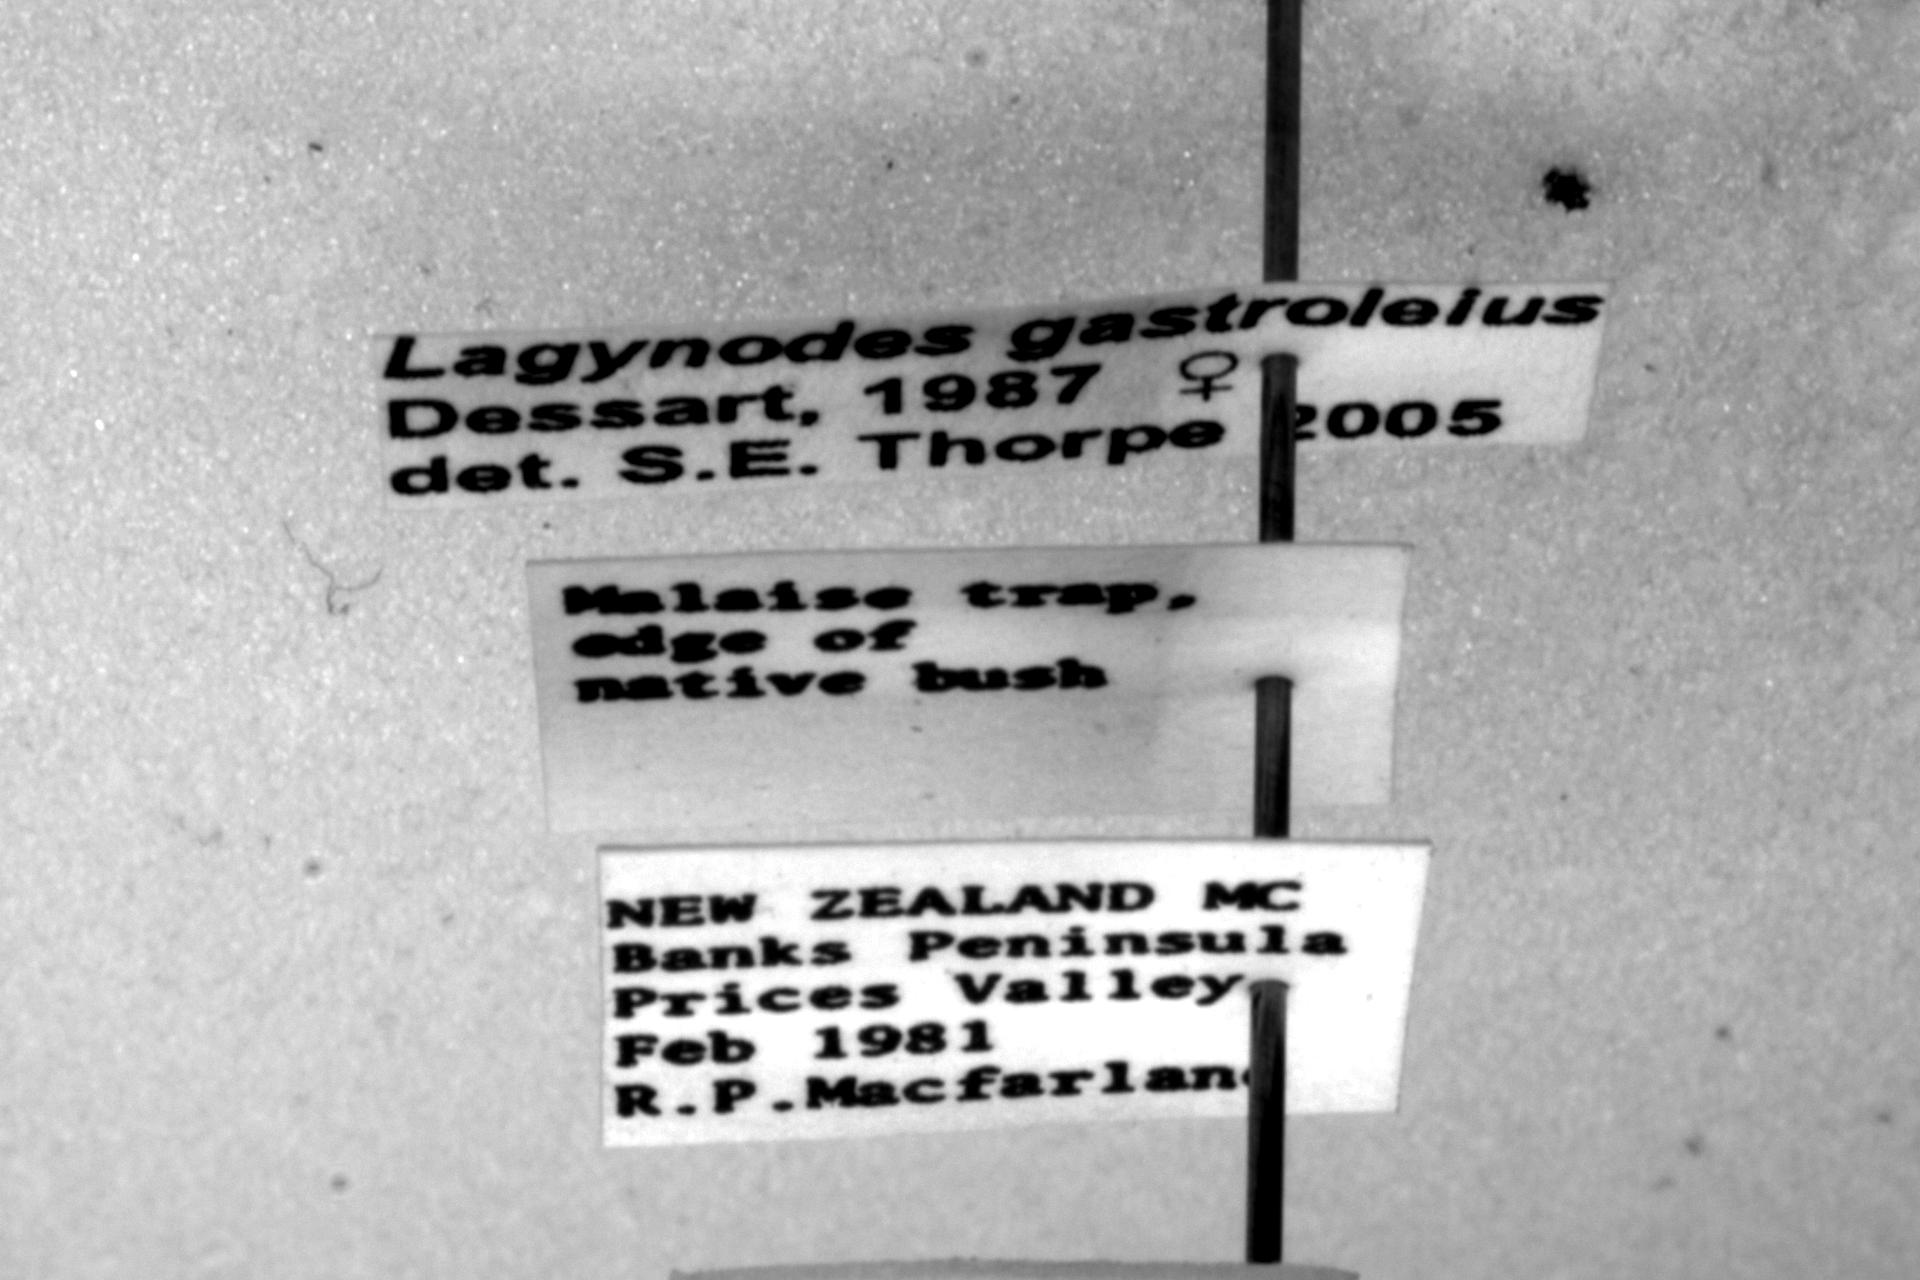 Lagynodes gastroleius
Dessart, 1987 ♀
det. S.E. Thorpe 2005
Malaise trap,
edge of
native bush
NEW ZEALAND MC
Banks Peninsula
Prices Valley
Feb 1981
R.P.Macfarlan